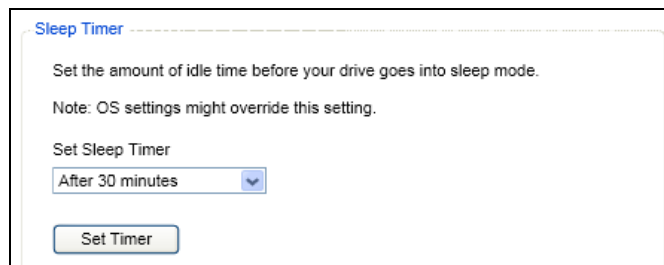 Sleep Timer
Set the amount of idle time before your drive goes into sleep mode.
Note: OS settings might override this setting.
Set Sleep Timer
After 30 minutes
Set Timer